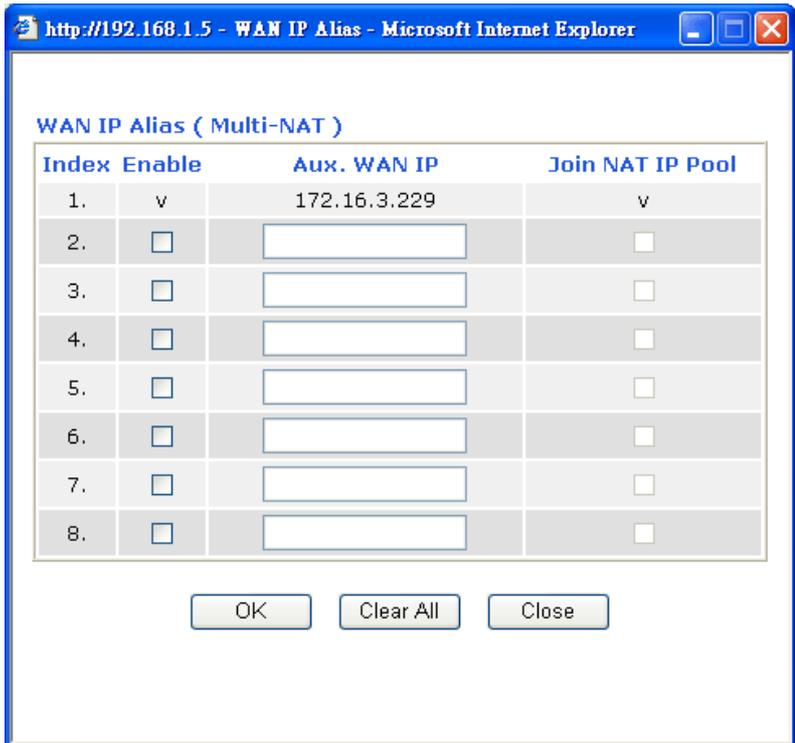 http://192.168.1.5 - WAN IP Alias - Microsoft Internet Explorer
WAN IP Alias ( Multi-NAT )
Index Enable Aux. WAN IP Join NAT IP Pool
1. v 172.16.3.229 v
2.
3.
4.
5.
6.
7.
8.
OK Clear All Close